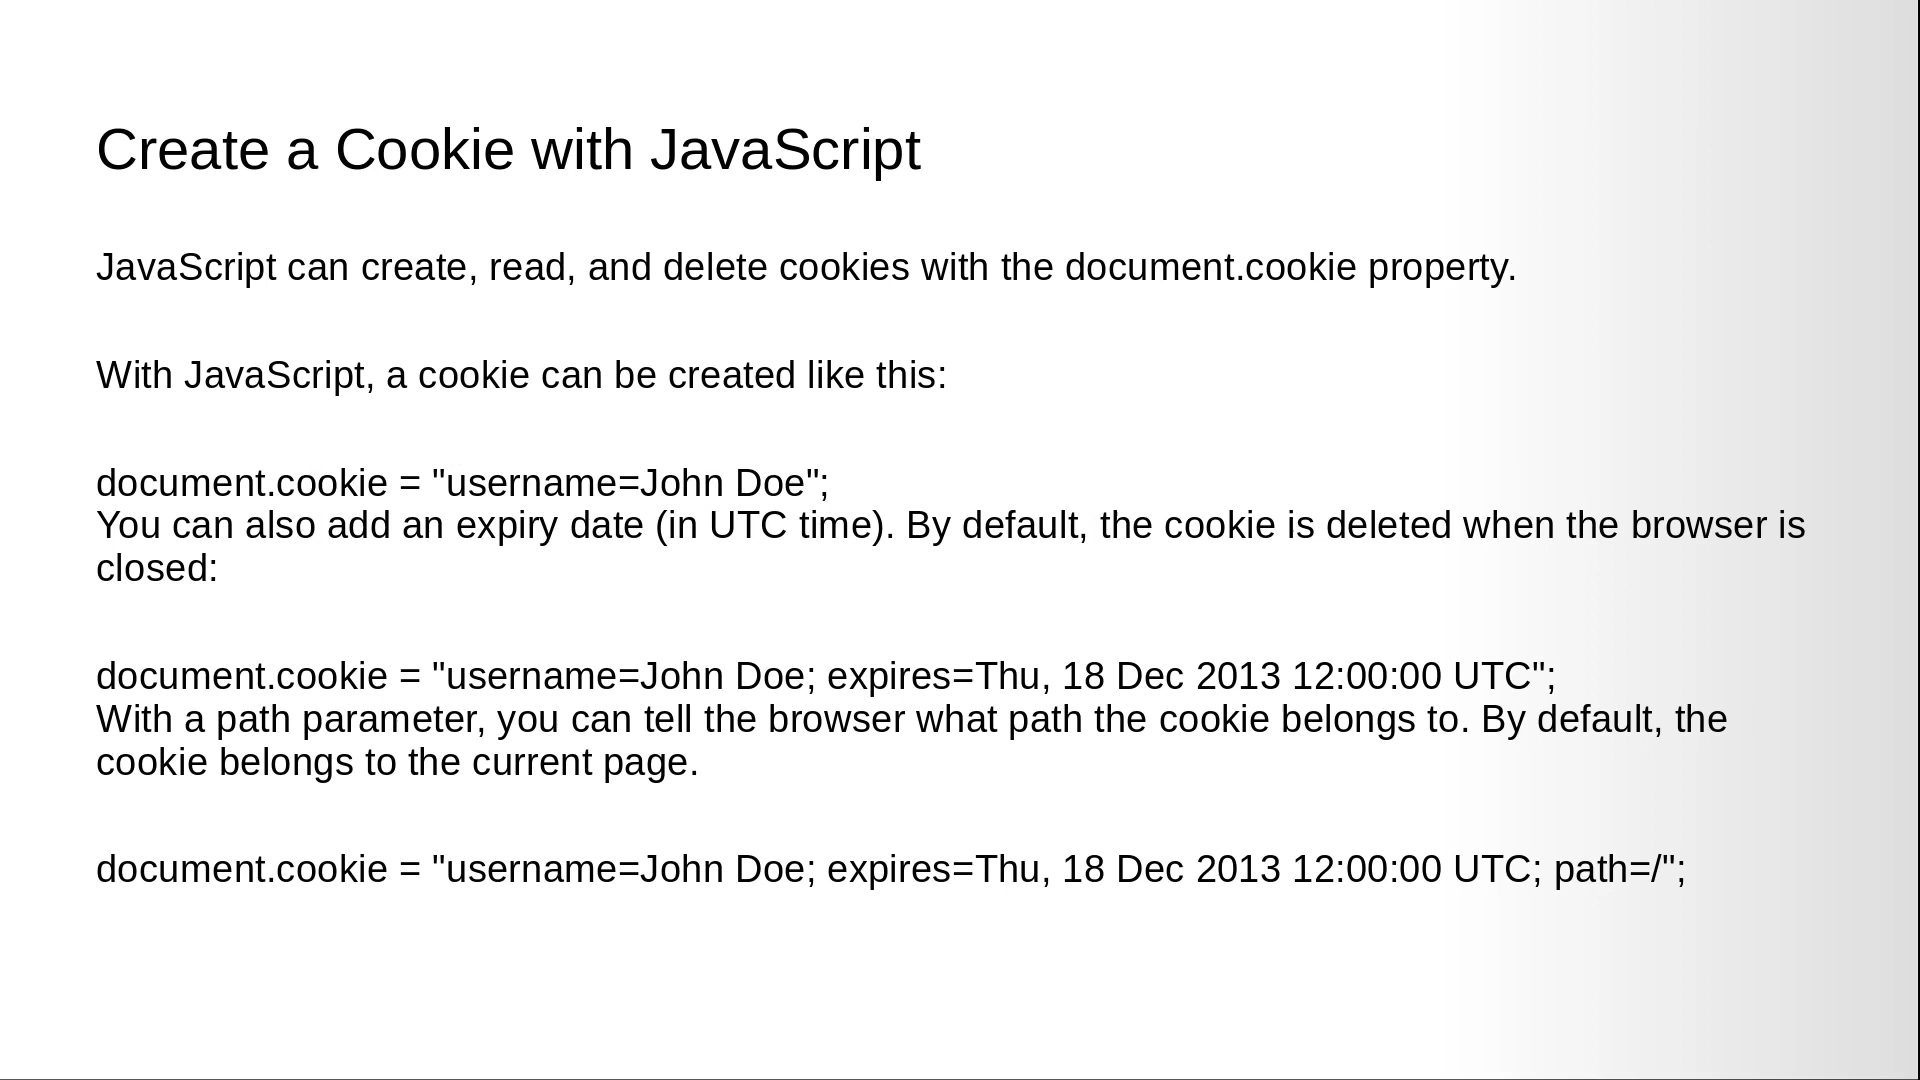 Create a Cookie with JavaScript
JavaScript can create, read, and delete cookies with the document.cookie property.
With JavaScript, a cookie can be created like this:
document.cookie = "username=John Doe";
You can also add an expiry date (in UTC time). By default, the cookie is deleted when the browser is
closed:
document.cookie = "username=John Doe; expires=Thu, 18 Dec 2013 12:00:00 UTC";
With a path parameter, you can tell the browser what path the cookie belongs to. By default, the
cookie belongs to the current page.
document.cookie = "username=John Doe; expires=Thu, 18 Dec 2013 12:00:00 UTC; path=/";